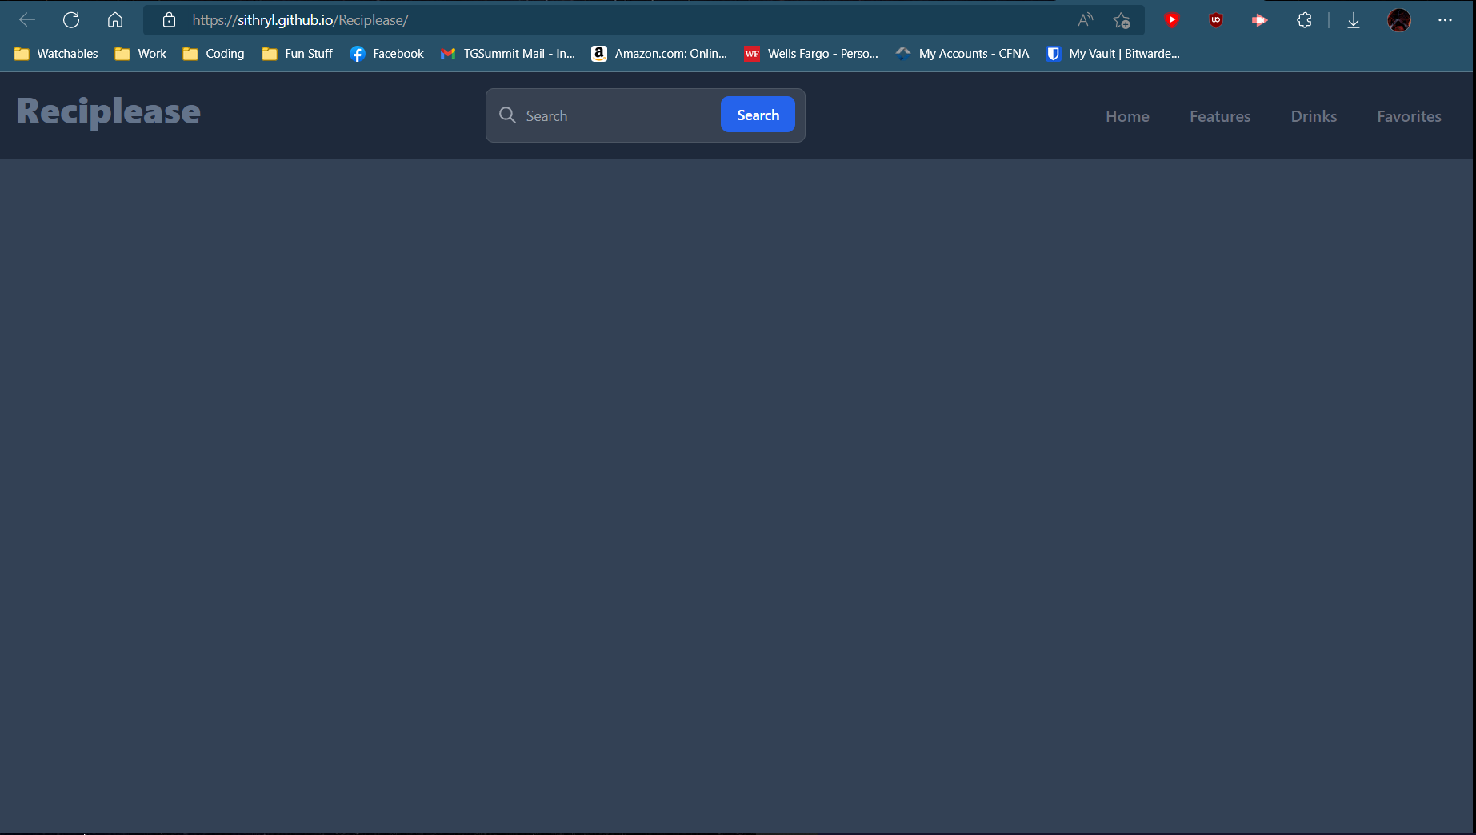 https://sithryl.github.io/Reciplease/
Watchables Work Coding Fun Stuff Facebook TGSummit Mail - In... Amazon.com: Onlin... WF Wells Fargo - Perso... My Accounts - CFNA My Vault | Bitwarde...
Reciplease Search Search Home Features Drinks Favorites